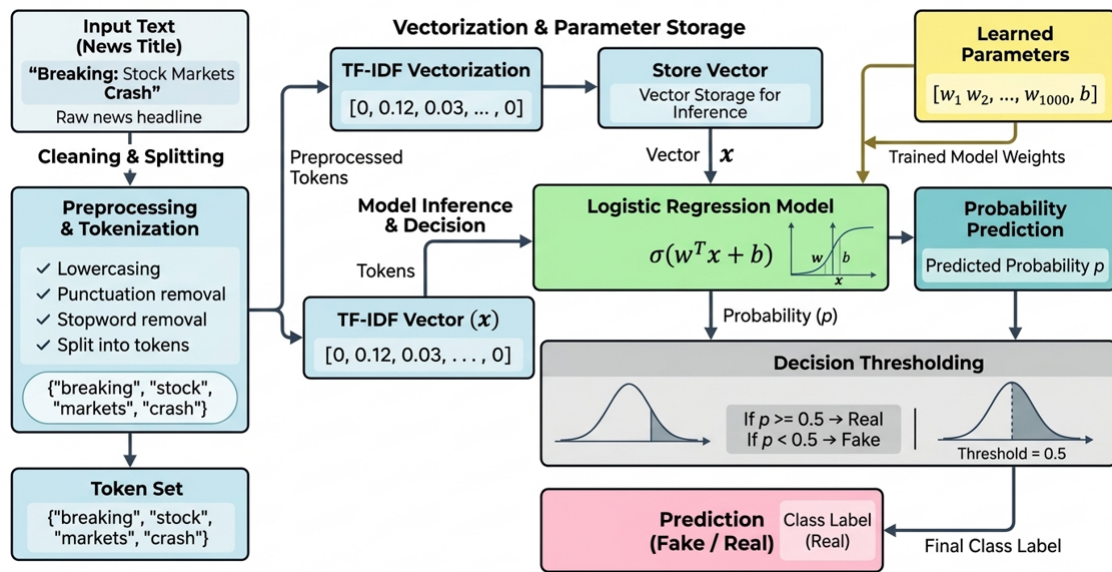 Input Text
(News Title)
“Breaking: Stock Markets
Crash”
Raw news headline
Cleaning & Splitting
Preprocessing
& Tokenization
✓ Lowercasing
✓ Punctuation removal
✓ Stopword removal
✓ Split into tokens
{"breaking", "stock",
"markets", "crash"}
Token Set
{"breaking", "stock",
"markets", "crash"}
Vectorization & Parameter Storage
TF-IDF Vectorization
[0, 0.12, 0.03, ... , 0]
Preprocessed
Tokens
Store Vector
Vector Storage for
Inference
Vector x
Learned
Parameters
[w₁ w₂, ..., w₁₀₀₀, b]
Trained Model Weights
Model Inference
& Decision
Tokens
TF-IDF Vector (x)
[0, 0.12, 0.03, . . . , 0]
Logistic Regression Model
σ(wᵀx + b)
w b
x
Probability
Prediction
Predicted Probability p
Probability (p)
Decision Thresholding
If p >= 0.5 → Real
If p < 0.5 → Fake
Threshold = 0.5
Prediction
(Fake / Real)
Class Label
(Real)
Final Class Label